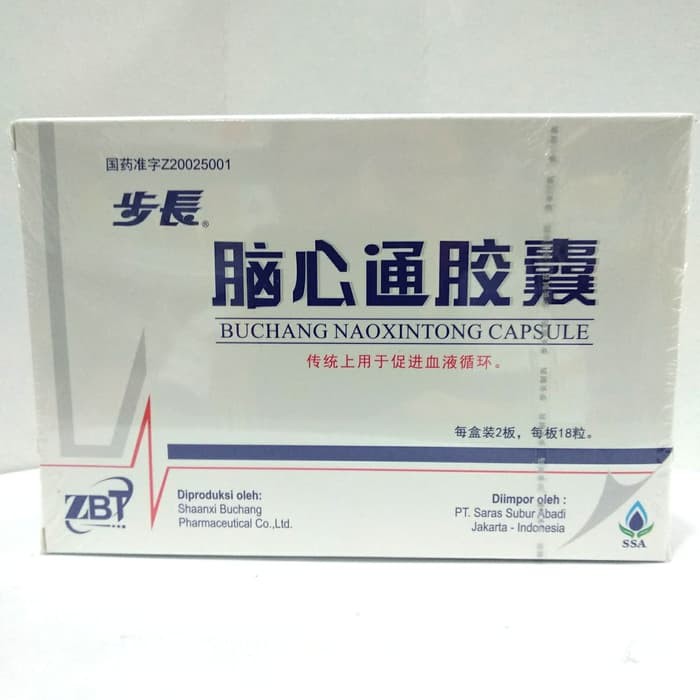 国药准字Z20025001
步長®
脑心通胶囊
BUCHANG NAOXINTONG CAPSULE
传统上用于促进血液循环。
每盒装2板，每板18粒。
ZBT
Diproduksi oleh:
Shaanxi Buchang
Pharmaceutical Co.,Ltd.
Diimpor oleh :
PT. Saras Subur Abadi
Jakarta - Indonesia
SSA